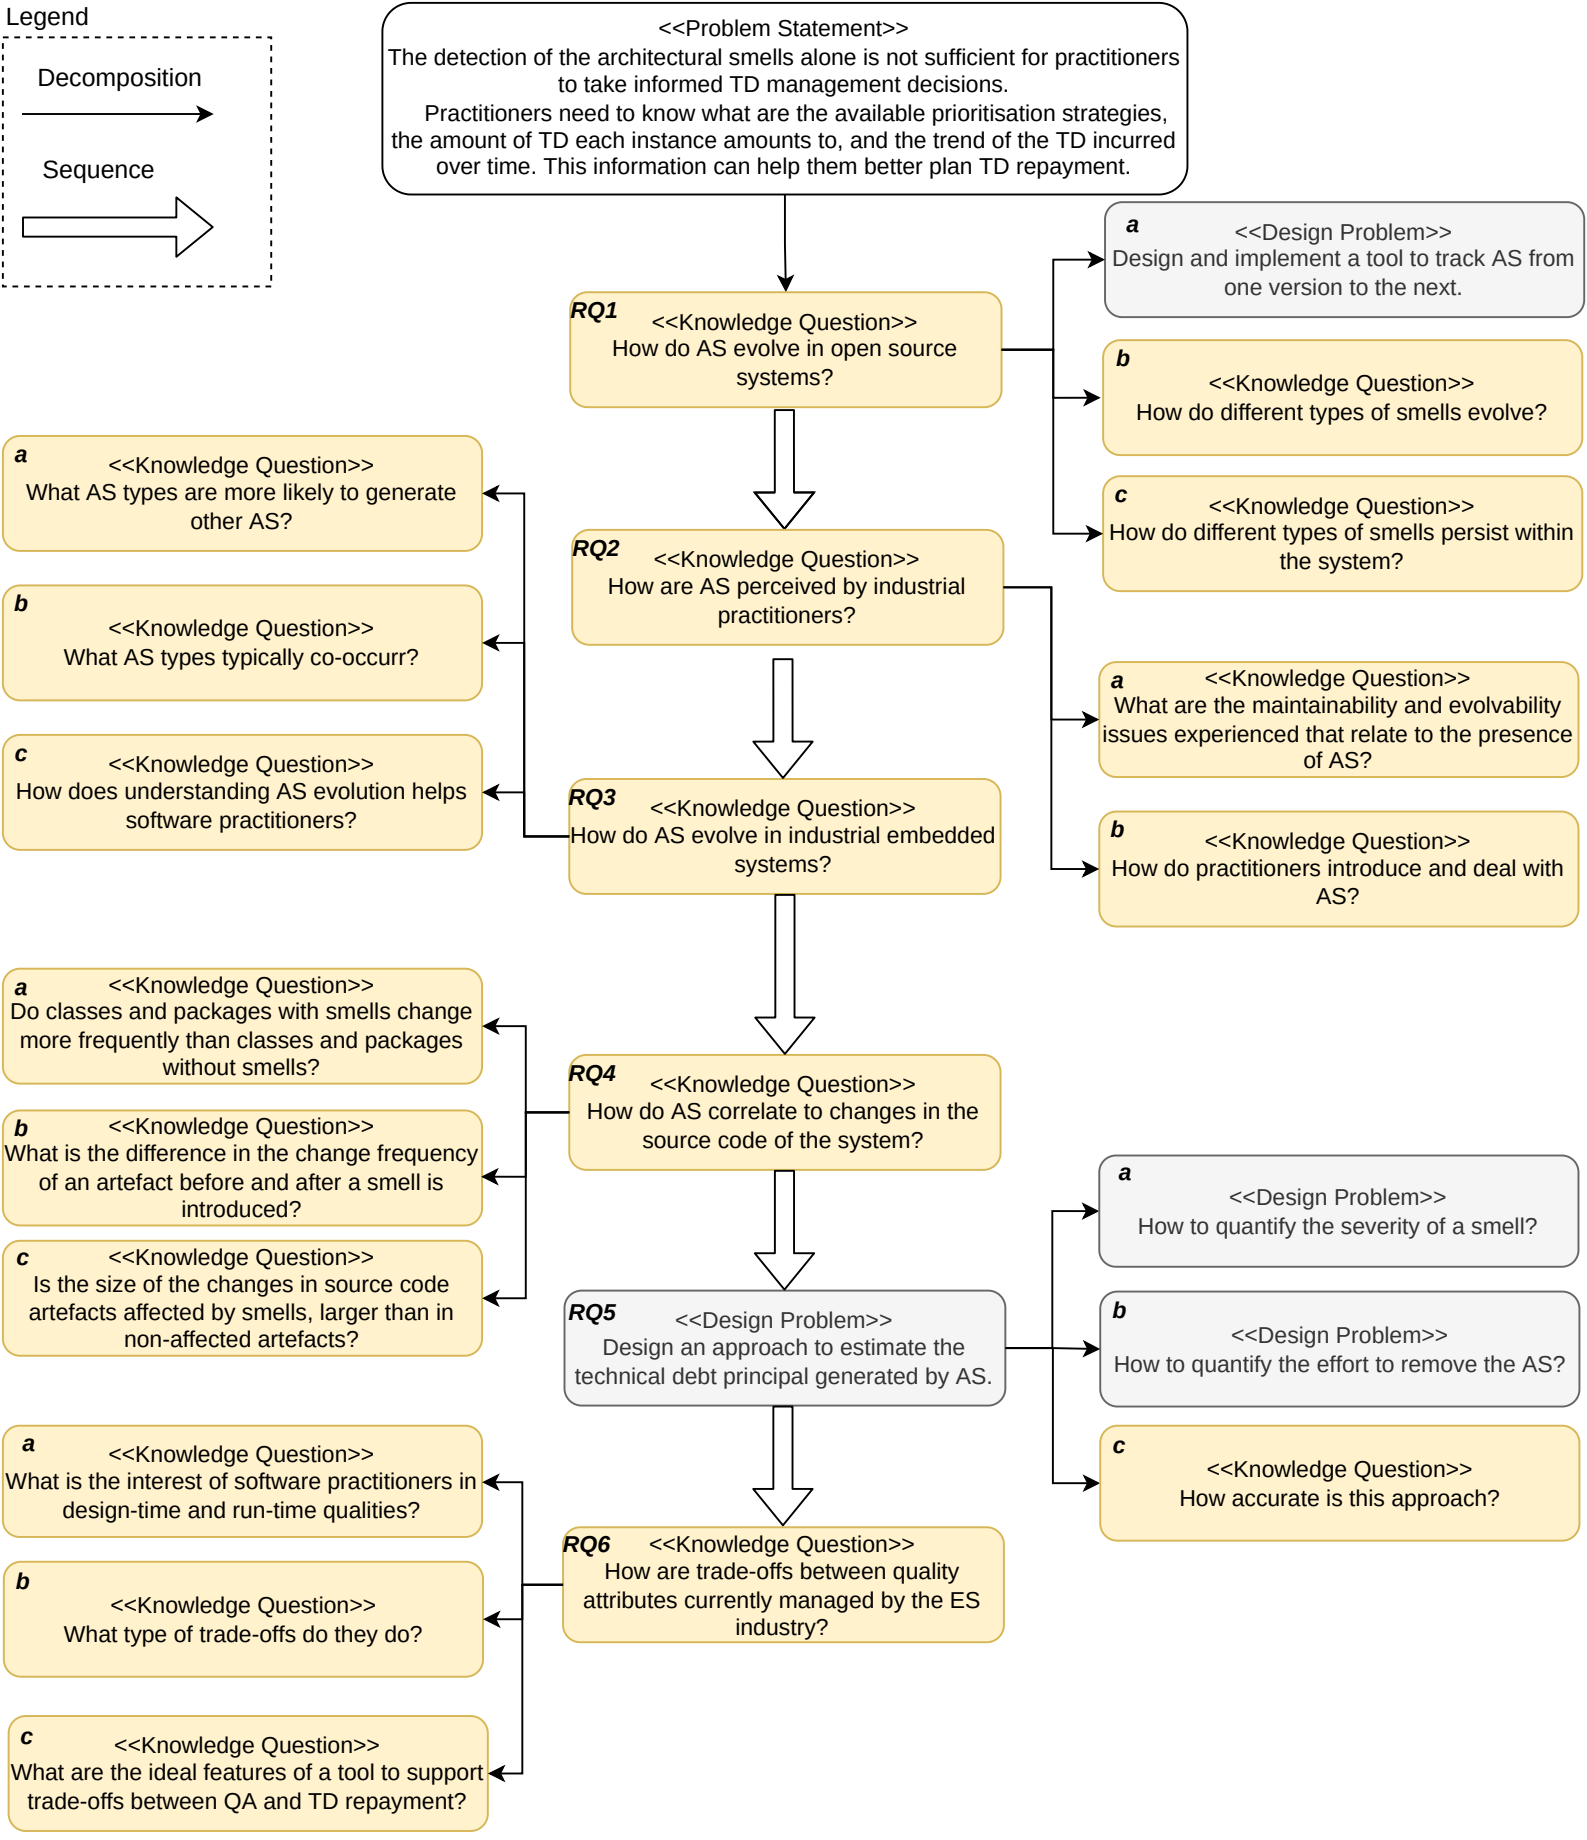 Legend
Decomposition
Sequence
<<Problem Statement>>
The detection of the architectural smells alone is not sufficient for practitioners
to take informed TD management decisions.
Practitioners need to know what are the available prioritisation strategies,
the amount of TD each instance amounts to, and the trend of the TD incurred
over time. This information can help them better plan TD repayment.
RQ1
<<Knowledge Question>>
How do AS evolve in open source
systems?
a
<<Design Problem>>
Design and implement a tool to track AS from
one version to the next.
b
<<Knowledge Question>>
How do different types of smells evolve?
c
<<Knowledge Question>>
How do different types of smells persist within
the system?
RQ2
<<Knowledge Question>>
How are AS perceived by industrial
practitioners?
a
<<Knowledge Question>>
What are the maintainability and evolvability
issues experienced that relate to the presence
of AS?
b
<<Knowledge Question>>
How do practitioners introduce and deal with
AS?
RQ3
<<Knowledge Question>>
How do AS evolve in industrial embedded
systems?
a
<<Knowledge Question>>
What AS types are more likely to generate
other AS?
b
<<Knowledge Question>>
What AS types typically co-occurr?
c
<<Knowledge Question>>
How does understanding AS evolution helps
software practitioners?
RQ4
<<Knowledge Question>>
How do AS correlate to changes in the
source code of the system?
a
<<Knowledge Question>>
Do classes and packages with smells change
more frequently than classes and packages
without smells?
b
<<Knowledge Question>>
What is the difference in the change frequency
of an artefact before and after a smell is
introduced?
c
<<Knowledge Question>>
Is the size of the changes in source code
artefacts affected by smells, larger than in
non-affected artefacts?
RQ5
<<Design Problem>>
Design an approach to estimate the
technical debt principal generated by AS.
a
<<Design Problem>>
How to quantify the severity of a smell?
b
<<Design Problem>>
How to quantify the effort to remove the AS?
c
<<Knowledge Question>>
How accurate is this approach?
RQ6
<<Knowledge Question>>
How are trade-offs between quality
attributes currently managed by the ES
industry?
a
<<Knowledge Question>>
What is the interest of software practitioners in
design-time and run-time qualities?
b
<<Knowledge Question>>
What type of trade-offs do they do?
c
<<Knowledge Question>>
What are the ideal features of a tool to support
trade-offs between QA and TD repayment?